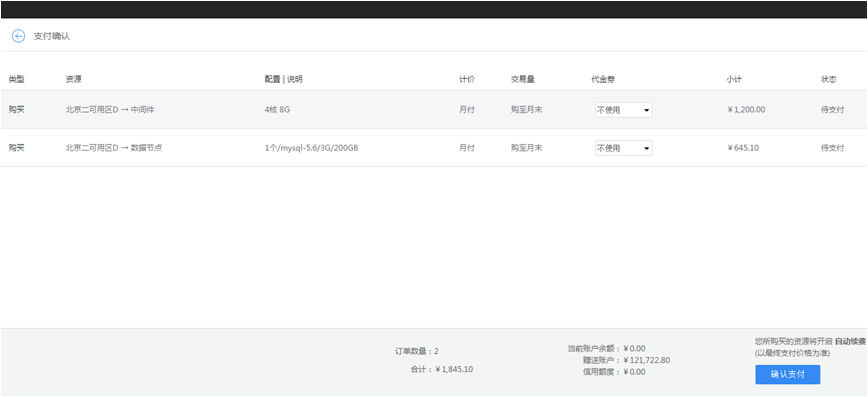 支付确认
类型 资源 配置 | 说明 计价 交易量 代金券 小计 状态
购买 北京二可用区D → 中间件 4核 8G 月付 购至月末 不使用 ￥1,200.00 待支付
购买 北京二可用区D → 数据节点 1个/mysql-5.6/3G/200GB 月付 购至月末 不使用 ￥645.10 待支付
订单数量：2
合计：￥1,845.10
当前账户余额：￥0.00
赠送账户：￥121,722.80
信用额度：￥0.00
您所购买的资源将开启 自动续费
(以最终支付价格为准)
确认支付